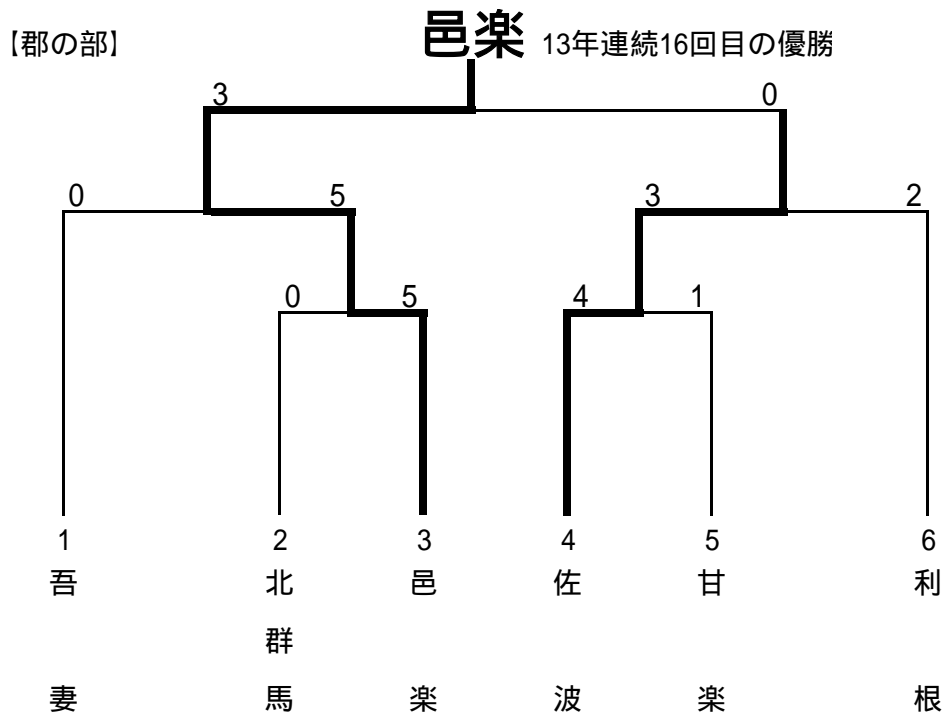 【郡の部】
邑楽 13年連続16回目の優勝
3 0
0 5 3 2
0 5 4 1
1 2 3 4 5 6
吾妻 北群馬 邑楽 佐波 甘楽 利根